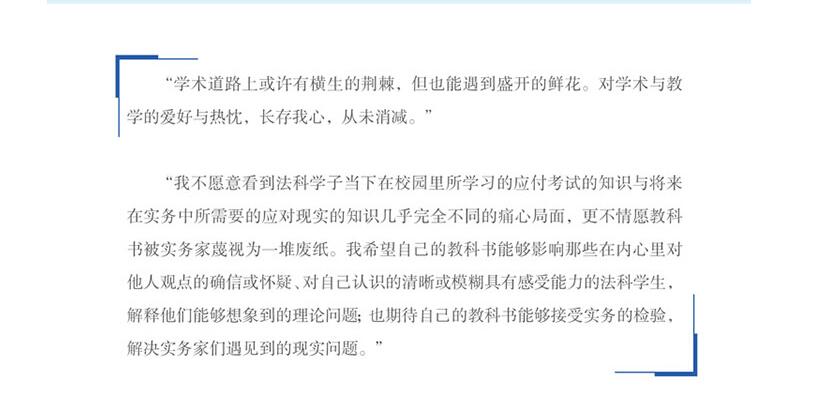 “学术道路上或许有横生的荆棘，但也能遇到盛开的鲜花。对学术与教
学的爱好与热忱，长存我心，从未消减。”
“我不愿意看到法科学子当下在校园里所学习的应付考试的知识与将来
在实务中所需要的应对现实的知识几乎完全不同的痛心局面，更不情愿教科
书被实务家蔑视为一堆废纸。我希望自己的教科书能够影响那些在内心里对
他人观点的确信或怀疑、对自己认识的清晰或模糊具有感受能力的法科学生，
解释他们能够想象到的理论问题；也期待自己的教科书能够接受实务的检验，
解决实务家们遇见到的现实问题。”